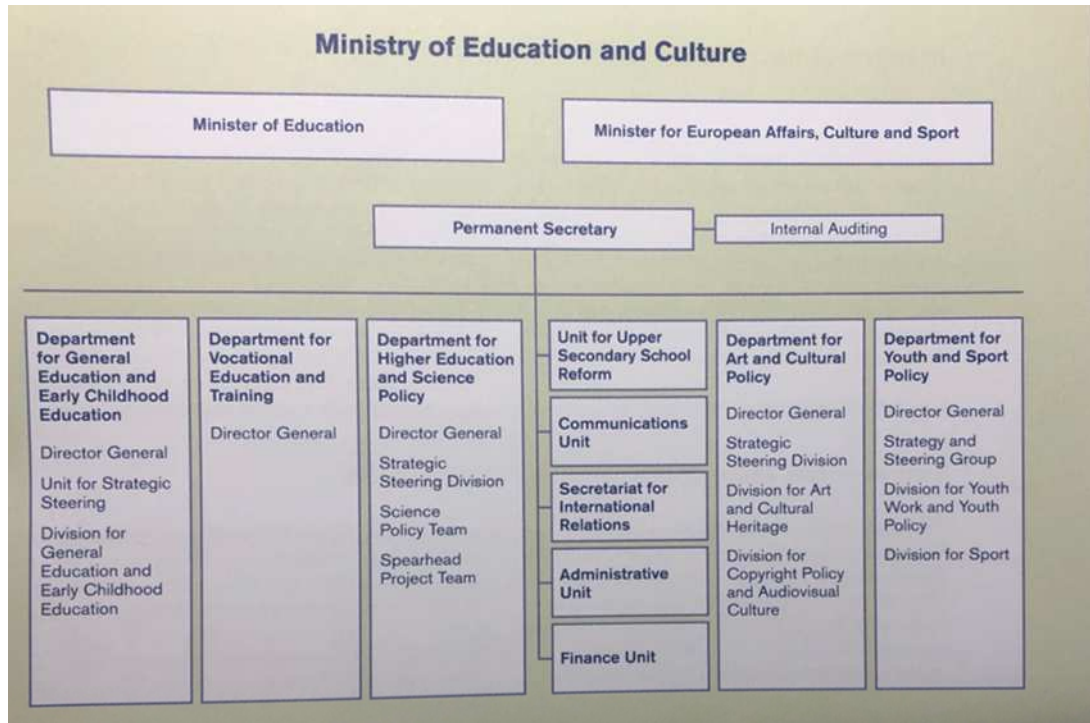 Ministry of Education and Culture
Minister of Education
Minister for European Affairs, Culture and Sport
Permanent Secretary
Internal Auditing
Department
for General
Education and
Early Childhood
Education
Director General
Unit for Strategic
Steering
Division for
General
Education and
Early Childhood
Education
Department for
Vocational
Education and
Training
Director General
Department for
Higher Education
and Science
Policy
Director General
Strategic
Steering Division
Science
Policy Team
Spearhead
Project Team
Unit for Upper
Secondary School
Reform
Communications
Unit
Secretariat for
International
Relations
Administrative
Unit
Finance Unit
Department for
Art and Cultural
Policy
Director General
Strategic
Steering Division
Division for Art
and Cultural
Heritage
Division for
Copyright Policy
and Audiovisual
Culture
Department for
Youth and Sport
Policy
Director General
Strategy and
Steering Group
Division for Youth
Work and Youth
Policy
Division for Sport